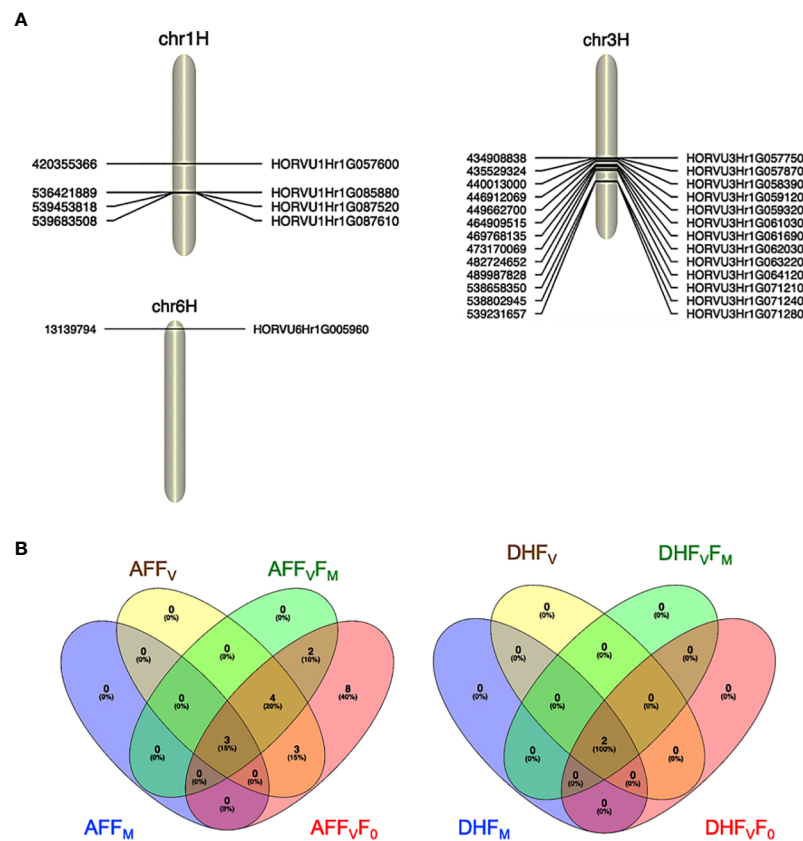 A
chr1H
420355366 HORVU1Hr1G057600
536421889 HORVU1Hr1G085880
539453818 HORVU1Hr1G087520
539683508 HORVU1Hr1G087610
chr3H
434908838 HORVU3Hr1G057750
435529324 HORVU3Hr1G057870
440013000 HORVU3Hr1G058390
446912069 HORVU3Hr1G059120
449662700 HORVU3Hr1G059320
464909515 HORVU3Hr1G061030
469768135 HORVU3Hr1G061690
473170069 HORVU3Hr1G062030
482724652 HORVU3Hr1G063220
489987828 HORVU3Hr1G064120
538658350 HORVU3Hr1G071210
538802945 HORVU3Hr1G071240
539231657 HORVU3Hr1G071280
chr6H
13139794 HORVU6Hr1G005960
B
AFFV AFFVFM
0 0
(0%) (0%)
0 0 2
(0%) (0%) (10%)
0 0 4 8
(0%) (0%) (20%) (40%)
3
(15%)
0 3
(0%) (15%)
0 0
(0%) (0%)
0
(0%)
AFFM AFFVF0
DHFV DHFVFM
0 0
(0%) (0%)
0 0 0
(0%) (0%) (0%)
0 0 0 0
(0%) (0%) (0%) (0%)
2
(100%)
0 0
(0%) (0%)
0 0
(0%) (0%)
0
(0%)
DHFM DHFVF0